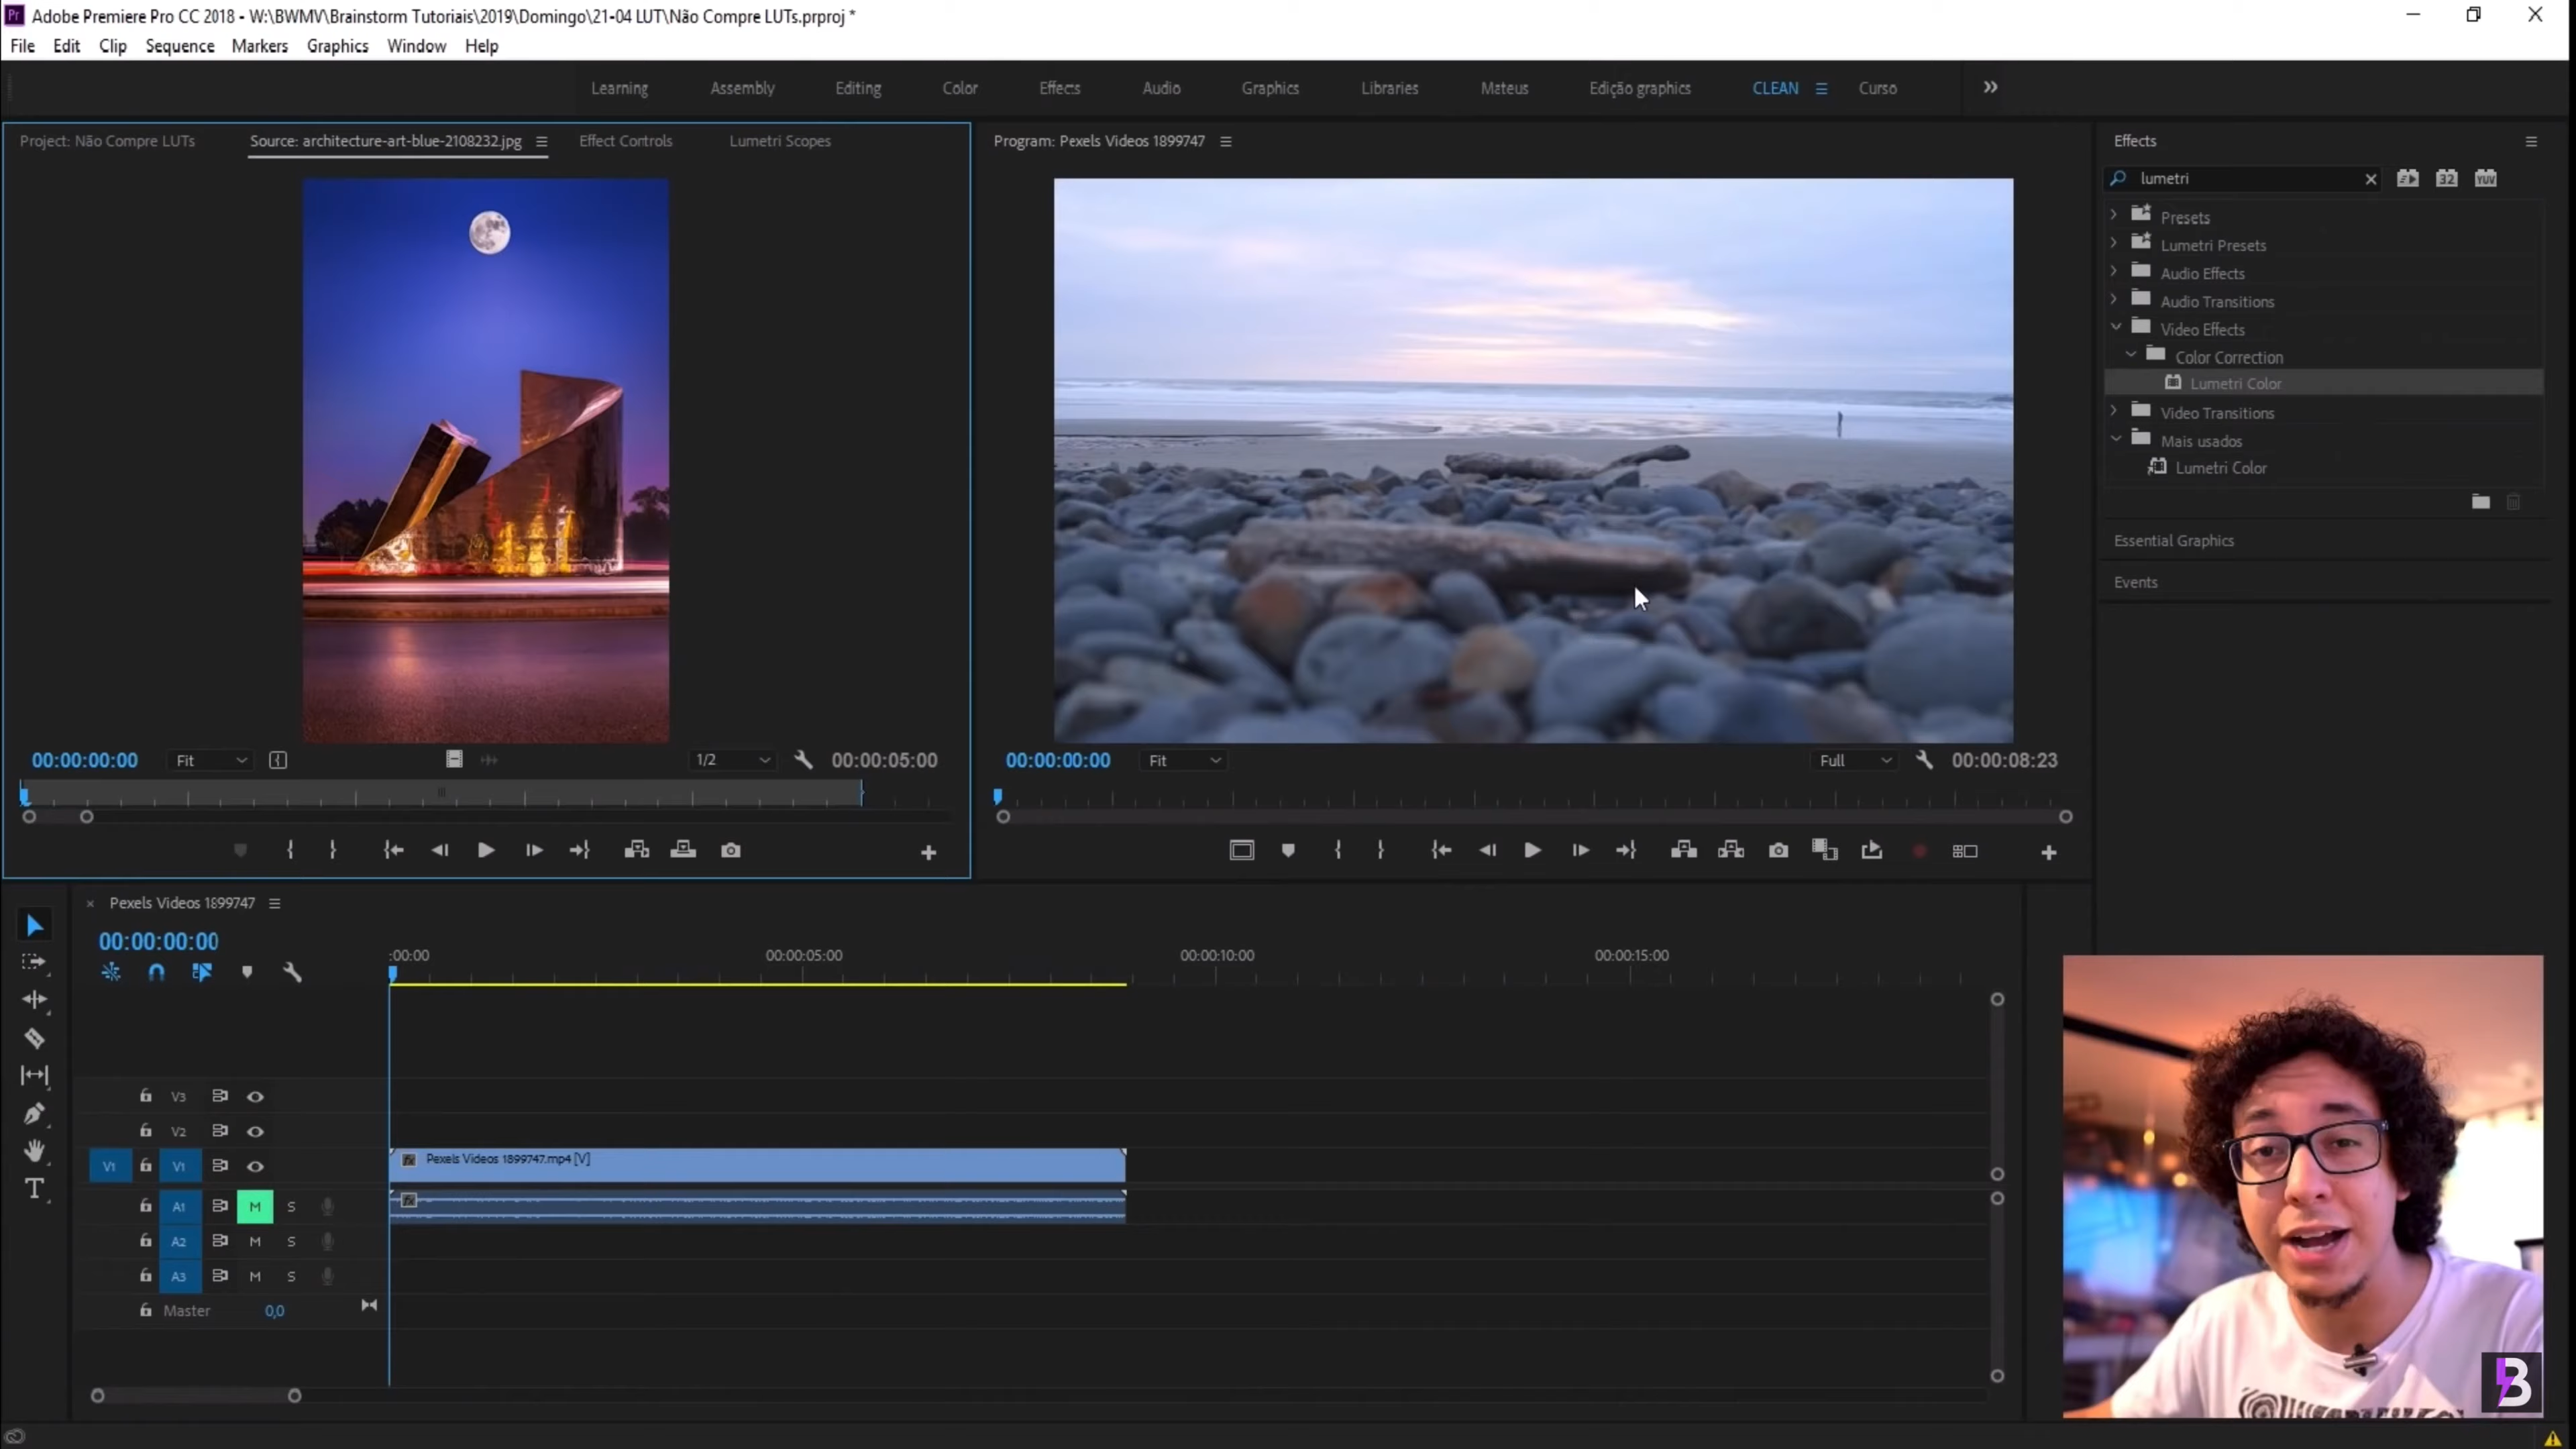 Adobe Premiere Pro CC 2018 - W:\BWMV\Brainstorm Tutoriais\2019\Domingo\21-04 LUT\Não Compre LUTs.prproj *
File Edit Clip Sequence Markers Graphics Window Help
Learning Assembly Editing Color Effects Audio Graphics Libraries Mateus Edição graphics CLEAN Curso
Project: Não Compre LUTs Source: architecture-art-blue-2108232.jpg Effect Controls Lumetri Scopes
Program: Pexels Videos 1899747
Effects
lumetri
32 YUV
Presets
Lumetri Presets
Audio Effects
Audio Transitions
Video Effects
Color Correction
Lumetri Color
Video Transitions
Mais usados
Lumetri Color
Essential Graphics
Events
00:00:00:00 Fit 1/2 00:00:05:00
00:00:00:00 Fit Full 00:00:08:23
Pexels Videos 1899747
00:00:00:00
:00:00 00:00:05:00 00:00:10:00 00:00:15:00
V3
V2
V1 V1
Pexels Videos 1899747.mp4 [V]
A1 M S
A2 M S
A3 M S
Master 0,0
B